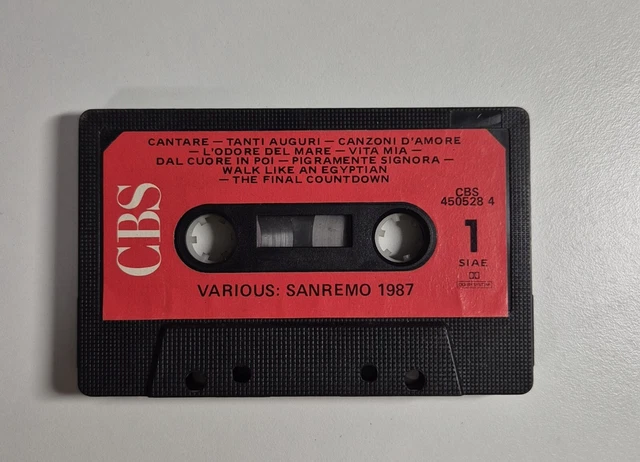 CANTARE — TANTI AUGURI — CANZONI D'AMORE
— L'ODORE DEL MARE — VITA MIA —
DAL CUORE IN POI — PIGRAMENTE SIGNORA —
WALK LIKE AN EGYPTIAN
— THE FINAL COUNTDOWN
CBS
CBS
450528 4
1
SIAE
VARIOUS: SANREMO 1987